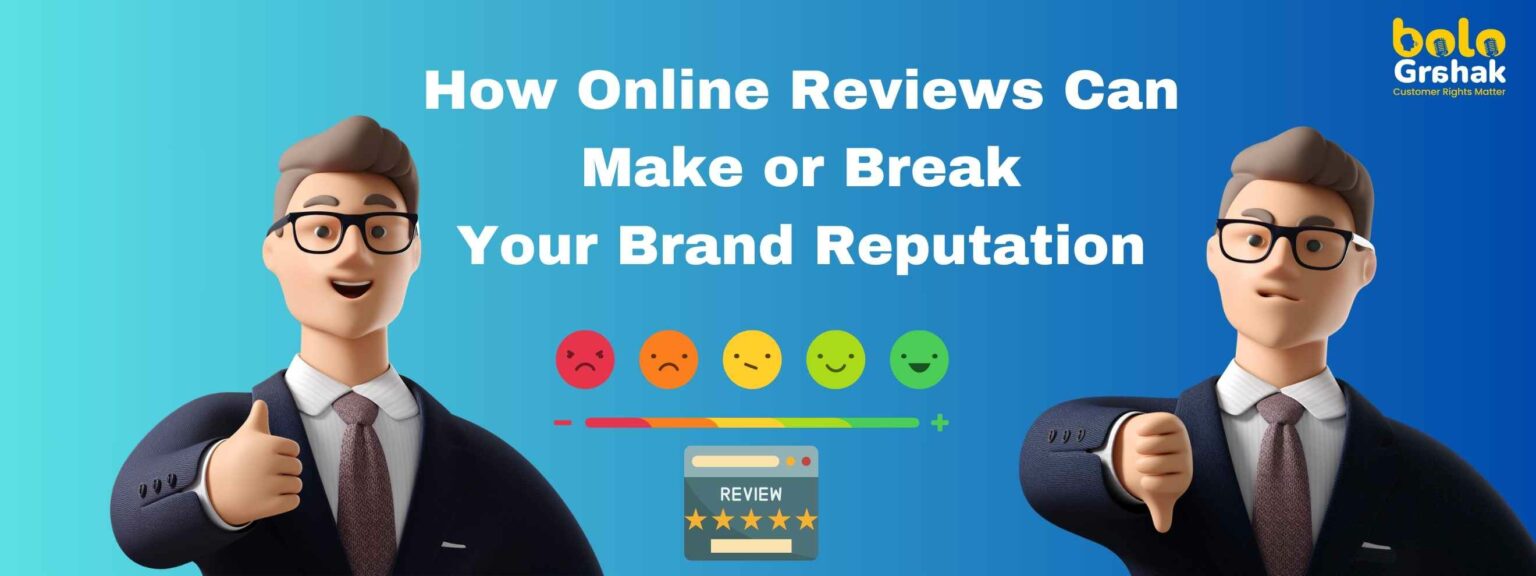 How Online Reviews Can
Make or Break
Your Brand Reputation
bolo
Grahak
Customer Rights Matter
REVIEW